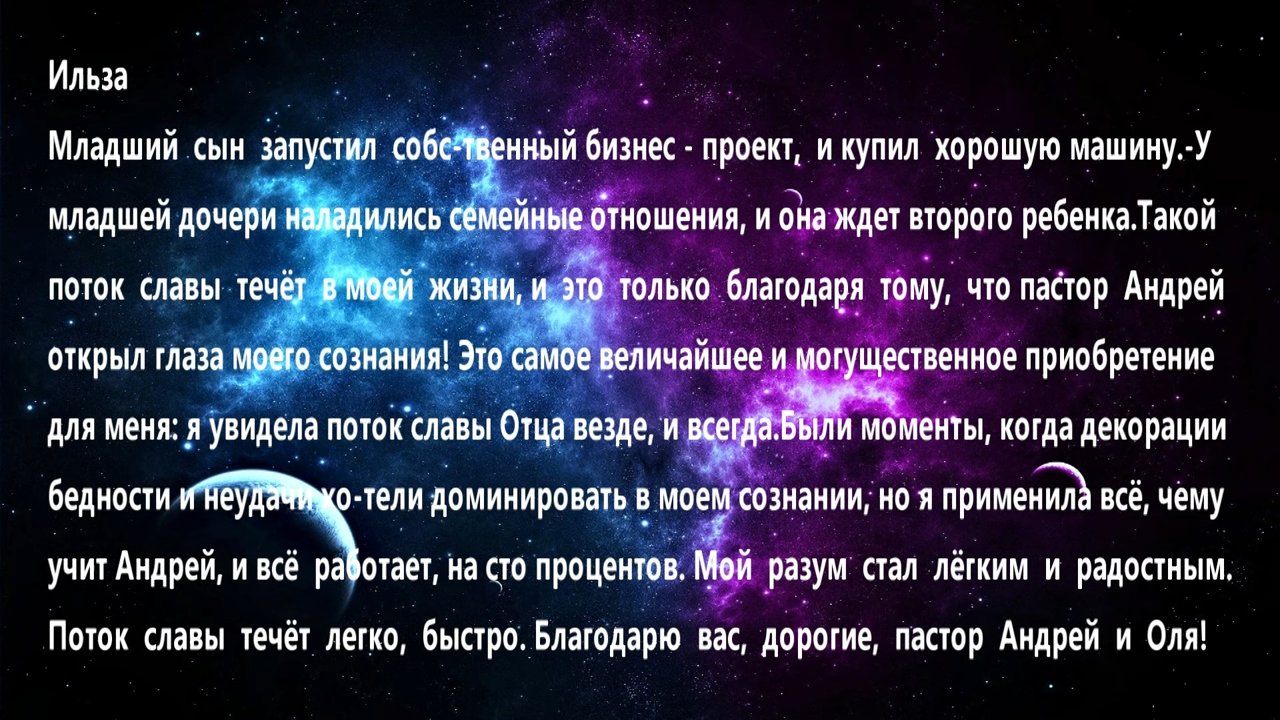 Ильза
Младший сын запустил собс-твенный бизнес - проект, и купил хорошую машину.-У
младшей дочери наладились семейные отношения, и она ждет второго ребенка.Такой
поток славы течёт в моей жизни, и это только благодаря тому, что пастор Андрей
открыл глаза моего сознания! Это самое величайшее и могущественное приобретение
для меня: я увидела поток славы Отца везде, и всегда.Были моменты, когда декорации
бедности и неудачи хо-тели доминировать в моем сознании, но я применила всё, чему
учит Андрей, и всё работает, на сто процентов. Мой разум стал лёгким и радостным.
Поток славы течёт легко, быстро. Благодарю вас, дорогие, пастор Андрей и Оля!